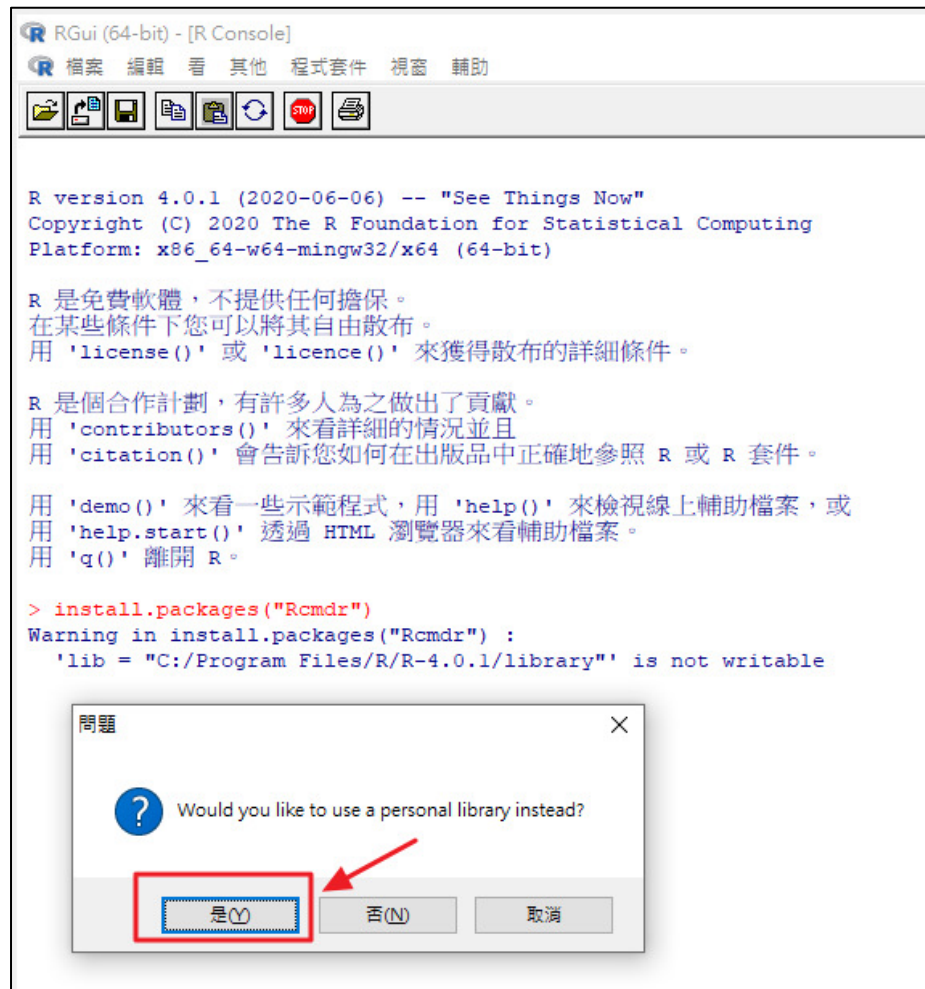 RGui (64-bit) - [R Console]
檔案 編輯 看 其他 程式套件 視窗 輔助
STOP
R version 4.0.1 (2020-06-06) -- "See Things Now"
Copyright (C) 2020 The R Foundation for Statistical Computing
Platform: x86_64-w64-mingw32/x64 (64-bit)
R 是免費軟體，不提供任何擔保。
在某些條件下您可以將其自由散布。
用 'license()' 或 'licence()' 來獲得散布的詳細條件。
R 是個合作計劃，有許多人為之做出了貢獻。
用 'contributors()' 來看詳細的情況並且
用 'citation()' 會告訴您如何在出版品中正確地參照 R 或 R 套件。
用 'demo()' 來看一些示範程式，用 'help()' 來檢視線上輔助檔案，或
用 'help.start()' 透過 HTML 瀏覽器來看輔助檔案。
用 'q()' 離開 R。
> install.packages("Rcmdr")
Warning in install.packages("Rcmdr") :
'lib = "C:/Program Files/R/R-4.0.1/library"' is not writable
問題
Would you like to use a personal library instead?
是(Y) 否(N) 取消